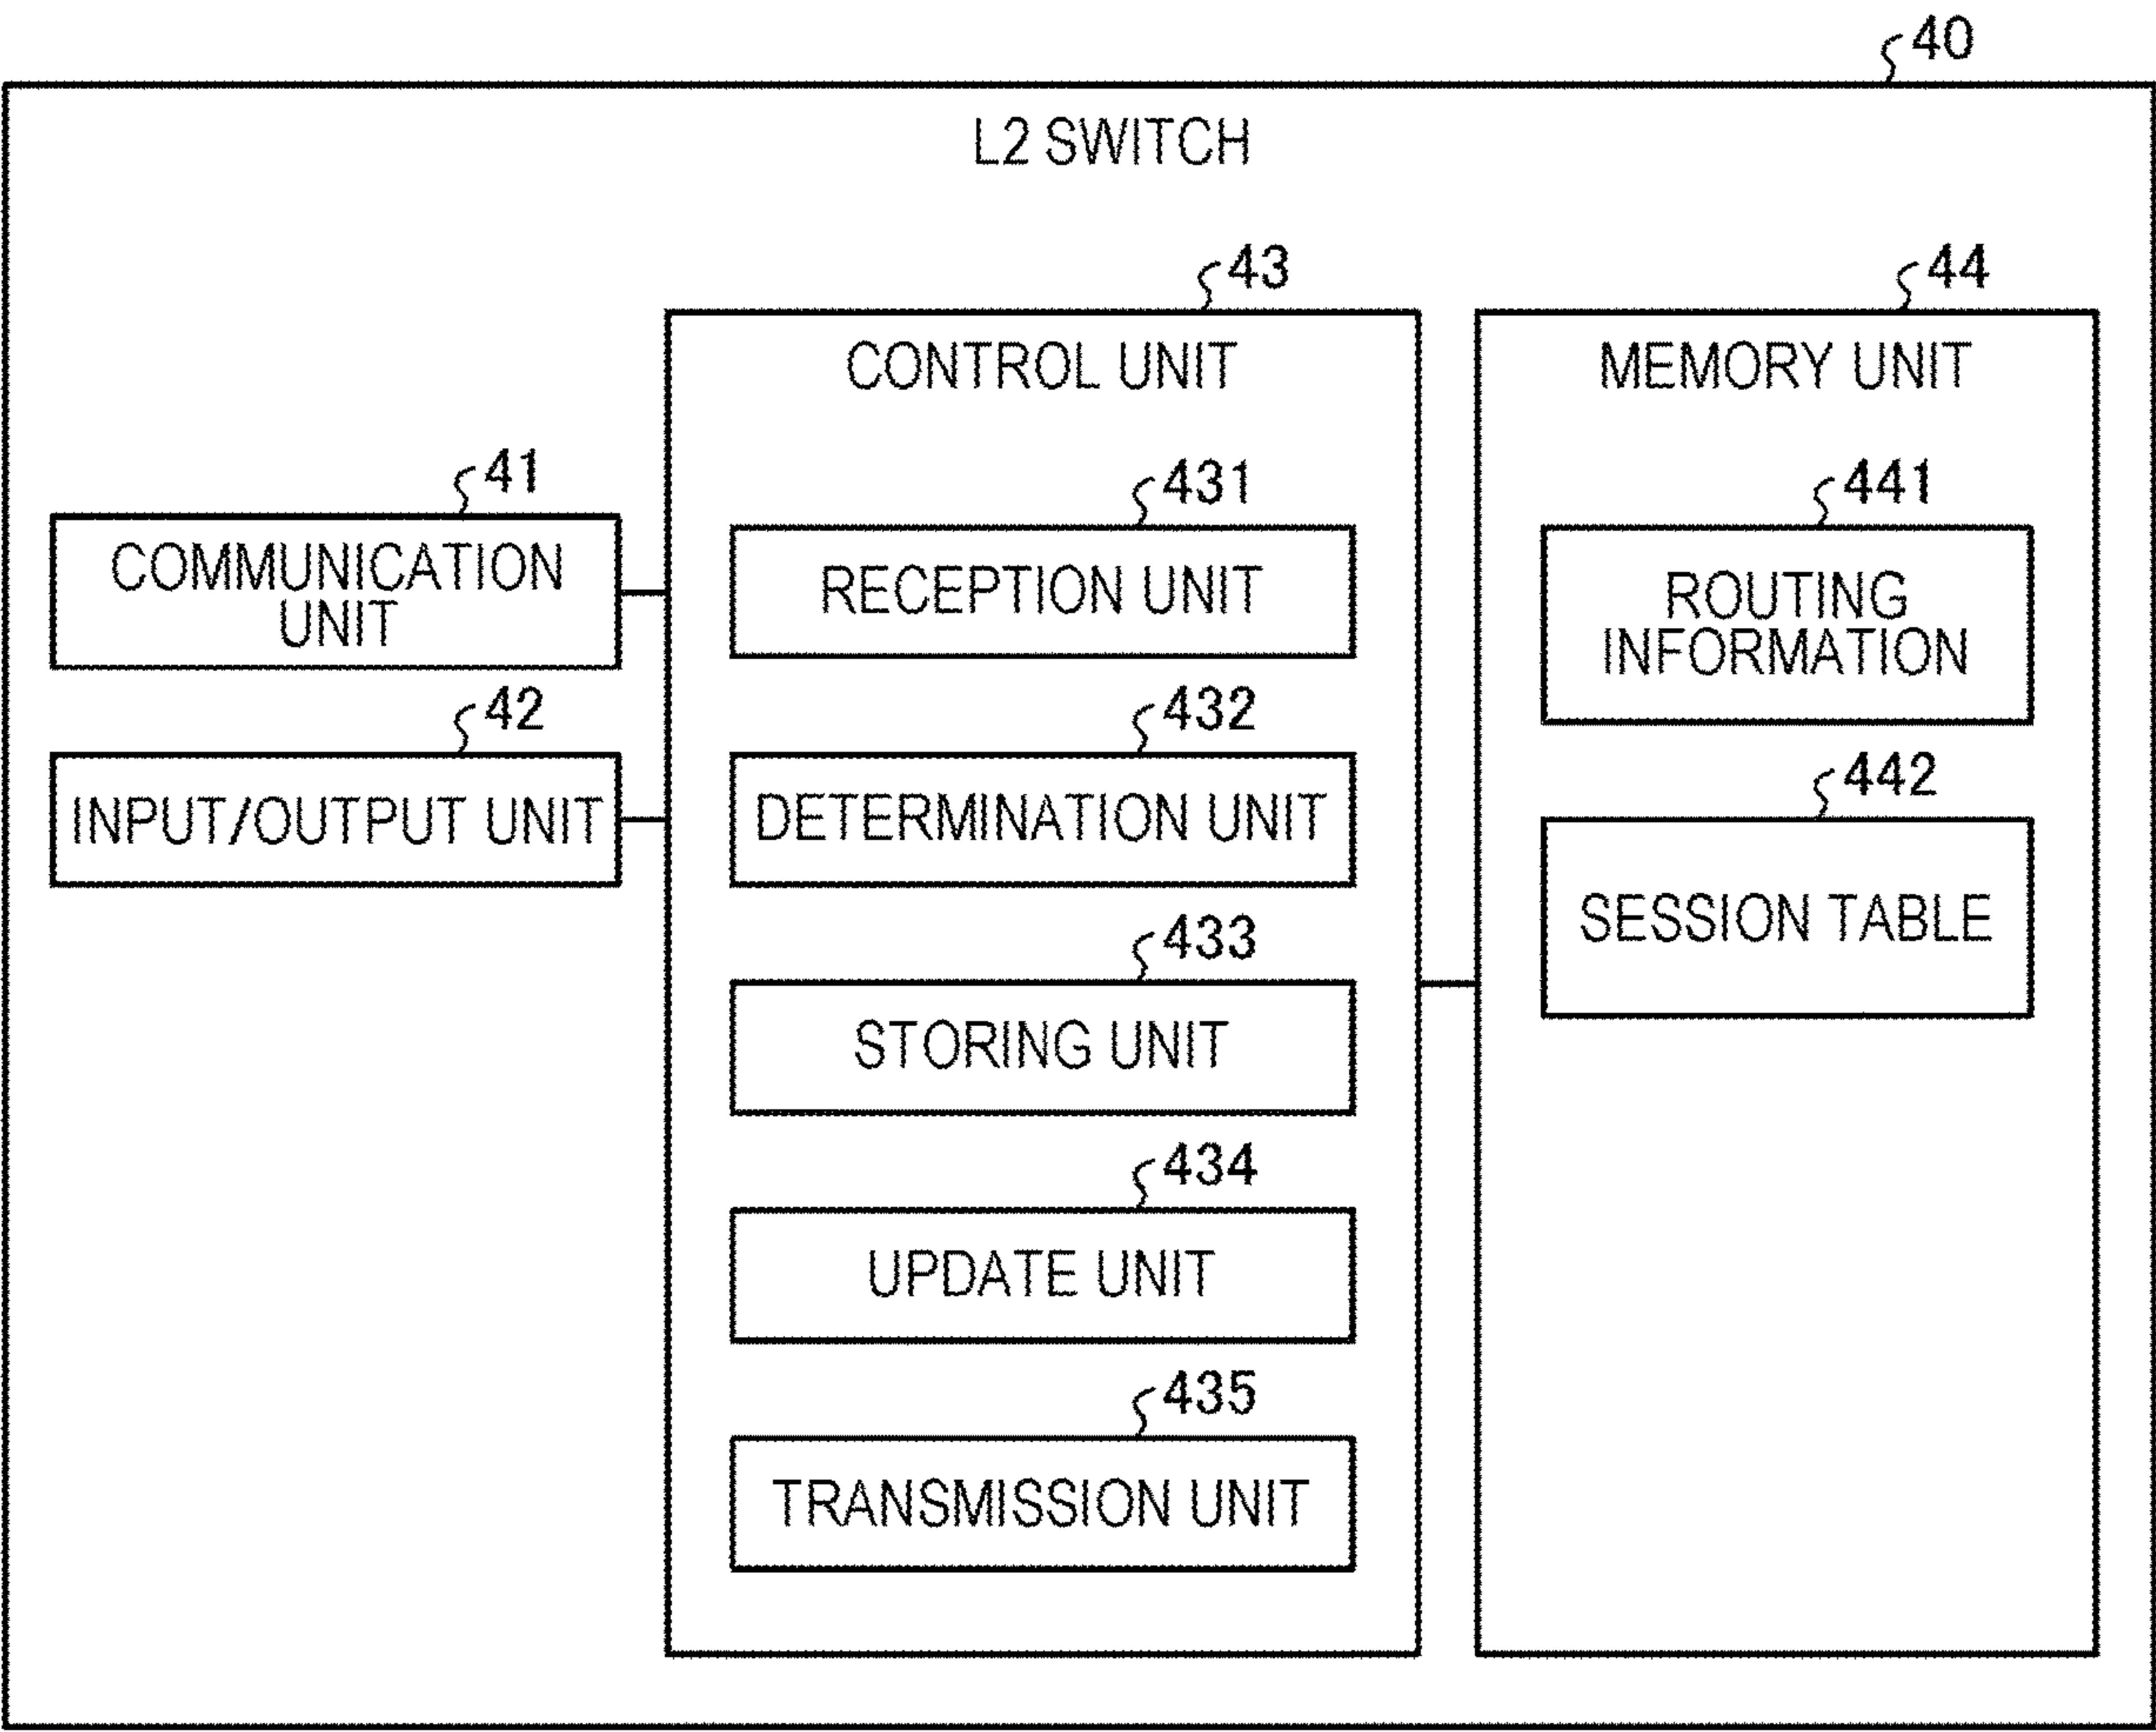 40
L2 SWITCH
43
CONTROL UNIT
44
MEMORY UNIT
41
COMMUNICATION
UNIT
42
INPUT/OUTPUT UNIT
431
RECEPTION UNIT
432
DETERMINATION UNIT
433
STORING UNIT
434
UPDATE UNIT
435
TRANSMISSION UNIT
441
ROUTING
INFORMATION
442
SESSION TABLE